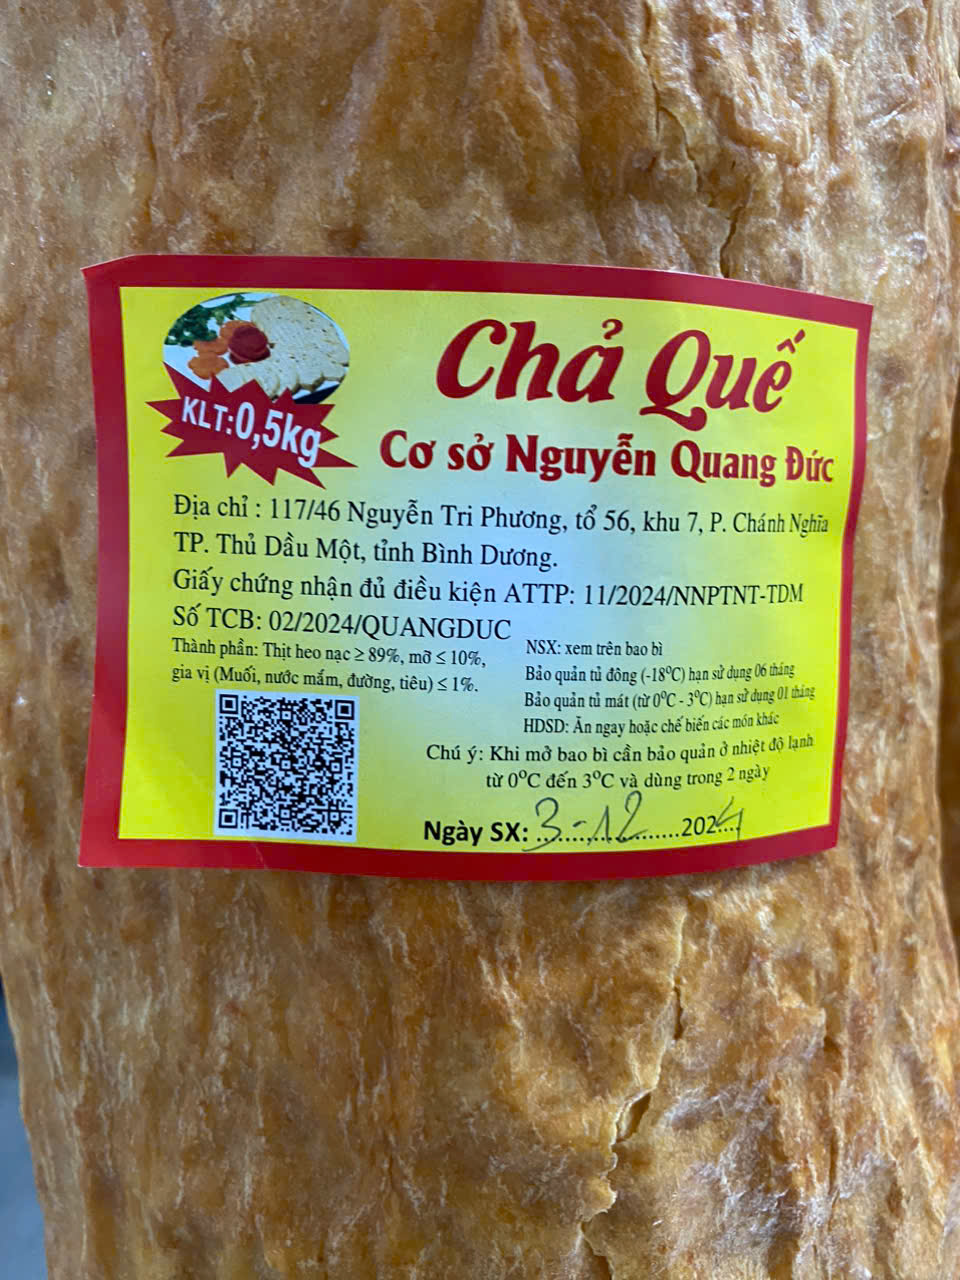 Chả Quế
KLT:0,5kg
Cơ sở Nguyễn Quang Đức
Địa chỉ : 117/46 Nguyễn Tri Phương, tổ 56, khu 7, P. Chánh Nghĩa
TP. Thủ Dầu Một, tỉnh Bình Dương.
Giấy chứng nhận đủ điều kiện ATTP: 11/2024/NNPTNT-TDM
Số TCB: 02/2024/QUANGDUC
Thành phần: Thịt heo nạc ≥ 89%, mỡ ≤ 10%,
gia vị (Muối, nước mắm, đường, tiêu) ≤ 1%.
NSX: xem trên bao bì
Bảo quản tủ đông (-18⁰C) hạn sử dụng 06 tháng
Bảo quản tủ mát (từ 0⁰C - 3⁰C) hạn sử dụng 01 tháng
HDSD: Ăn ngay hoặc chế biến các món khác
Chú ý: Khi mở bao bì cần bảo quản ở nhiệt độ lạnh
từ 0⁰C đến 3⁰C và dùng trong 2 ngày
Ngày SX: 3-12 2024